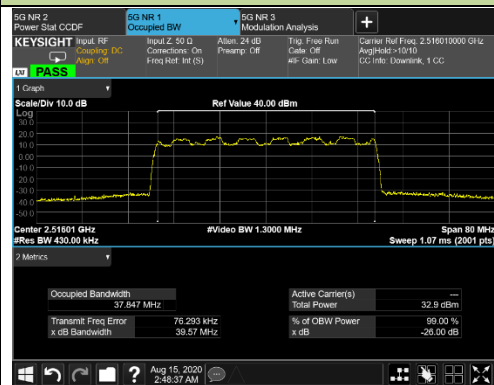 5G NR 2
Power Stat CCDF
5G NR 1
Occupied BW
5G NR 3
Modulation Analysis
KEYSIGHT
Input: RF
Coupling: DC
Align: Off
Input Z: 50 Ω
Corrections: On
Freq Ref: Int (S)
Atten: 24 dB
Preamp: Off
Trig: Free Run
Gate: Off
#IF Gain: Low
Carrier Ref Freq: 2.516010000 GHz
Avg|Hold:>10/10
CC Info: Downlink, 1 CC
LXI PASS
1 Graph
Scale/Div 10.0 dB
Ref Value 40.00 dBm
Log
30.0
20.0
10.0
0.00
-10.0
-20.0
-30.0
-40.0
-50.0
Center 2.51601 GHz
#Video BW 1.3000 MHz
Span 80 MHz
#Res BW 430.00 kHz
Sweep 1.07 ms (2001 pts)
2 Metrics
Occupied Bandwidth
37.847 MHz
Active Carrier(s)
---
Total Power
32.9 dBm
Transmit Freq Error
76.293 kHz
% of OBW Power
99.00 %
x dB Bandwidth
39.57 MHz
x dB
-26.00 dB
Aug 15, 2020
2:48:37 AM